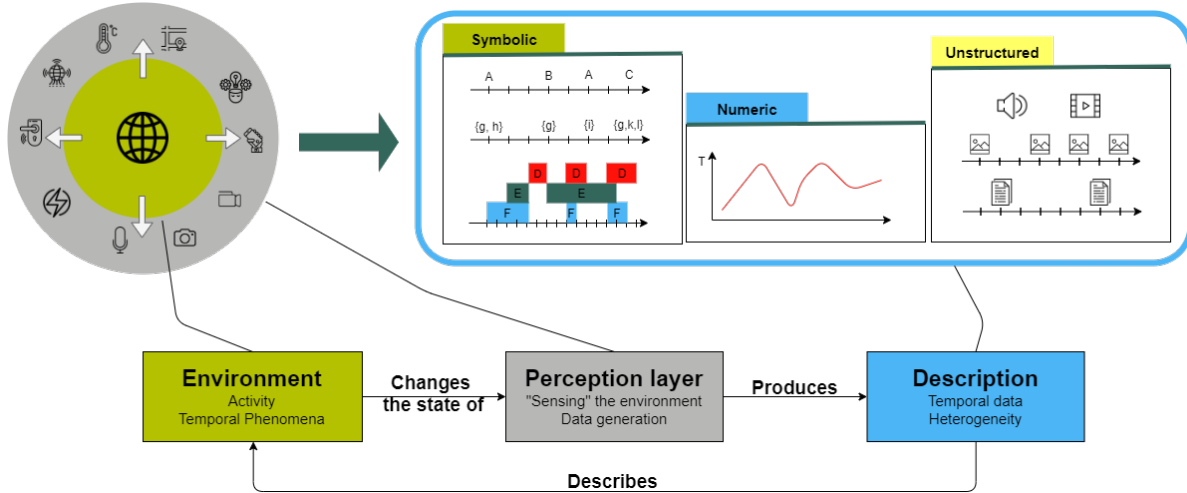 °C
Symbolic
A B A C
{g, h} {g} {i} {g,k,l}
D D D
E E
F F F
Numeric
T
Unstructured
Environment
Activity
Temporal Phenomena
Changes
the state of
Perception layer
"Sensing" the environment
Data generation
Produces
Description
Temporal data
Heterogeneity
Describes